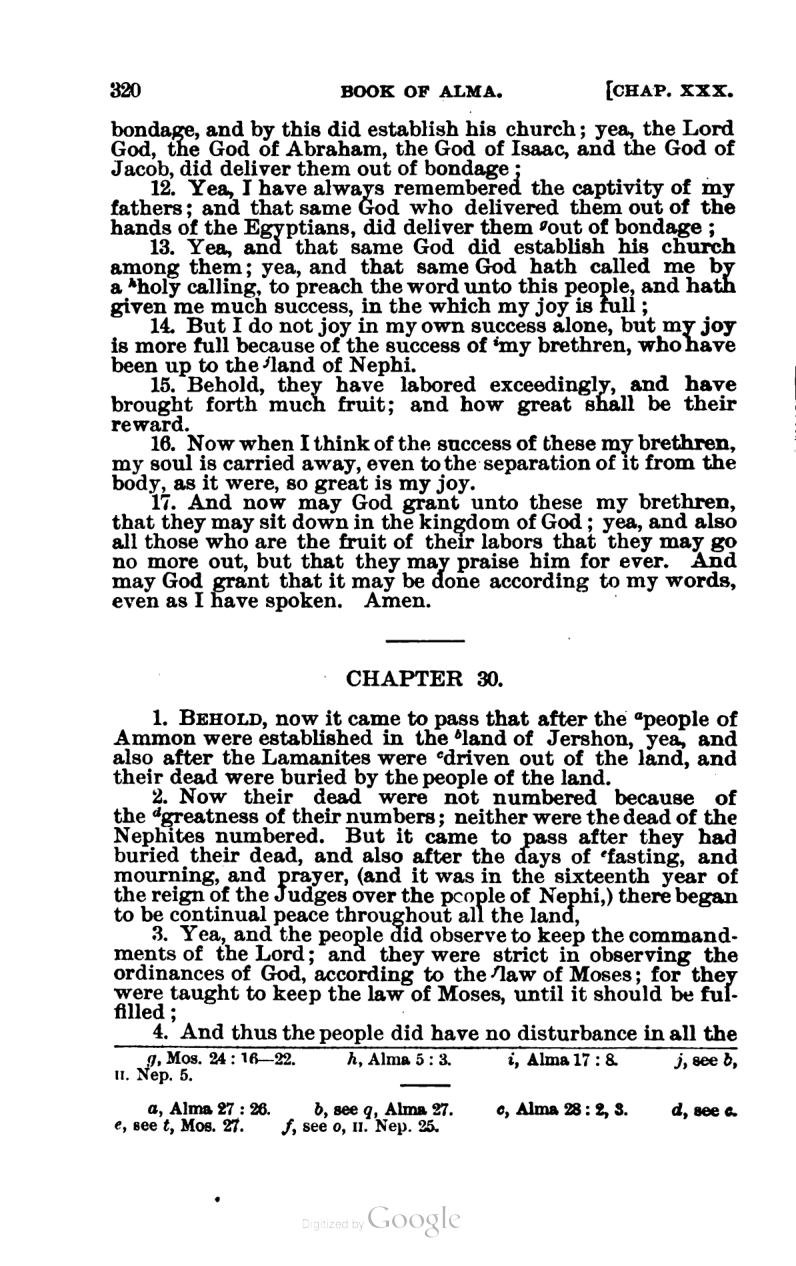 320 BOOK OF ALMA. [CHAP. XXX.
bondage, and by this did establish his church; yea, the Lord
God, the God of Abraham, the God of Isaac, and the God of
Jacob, did deliver them out of bondage;
12. Yea, I have always remembered the captivity of my
fathers; and that same God who delivered them out of the
hands of the Egyptians, did deliver them gout of bondage;
13. Yea, and that same God did establish his church
among them; yea, and that same God hath called me by
a hholy calling, to preach the word unto this people, and hath
given me much success, in the which my joy is full;
14. But I do not joy in my own success alone, but my joy
is more full because of the success of imy brethren, who have
been up to the jland of Nephi.
15. Behold, they have labored exceedingly, and have
brought forth much fruit; and how great shall be their
reward.
16. Now when I think of the success of these my brethren,
my soul is carried away, even to the separation of it from the
body, as it were, so great is my joy.
17. And now may God grant unto these my brethren,
that they may sit down in the kingdom of God; yea, and also
all those who are the fruit of their labors that they may go
no more out, but that they may praise him for ever. And
may God grant that it may be done according to my words,
even as I have spoken. Amen.
CHAPTER 30.
1. BEHOLD, now it came to pass that after the apeople of
Ammon were established in the bland of Jershon, yea, and
also after the Lamanites were cdriven out of the land, and
their dead were buried by the people of the land.
2. Now their dead were not numbered because of
the dgreatness of their numbers; neither were the dead of the
Nephites numbered. But it came to pass after they had
buried their dead, and also after the days of efasting, and
mourning, and prayer, (and it was in the sixteenth year of
the reign of the Judges over the people of Nephi,) there began
to be continual peace throughout all the land,
3. Yea, and the people did observe to keep the command-
ments of the Lord; and they were strict in observing the
ordinances of God, according to the flaw of Moses; for they
were taught to keep the law of Moses, until it should be ful-
filled;
4. And thus the people did have no disturbance in all the
g, Mos. 24 : 16—22. h, Alma 5 : 3. i, Alma 17 : 8. j, see b,
II. Nep. 5.
a, Alma 27 : 26. b, see q, Alma 27. c, Alma 28 : 2, 3. d, see c.
e, see t, Mos. 27. f, see o, II. Nep. 25.
Digitized by Google